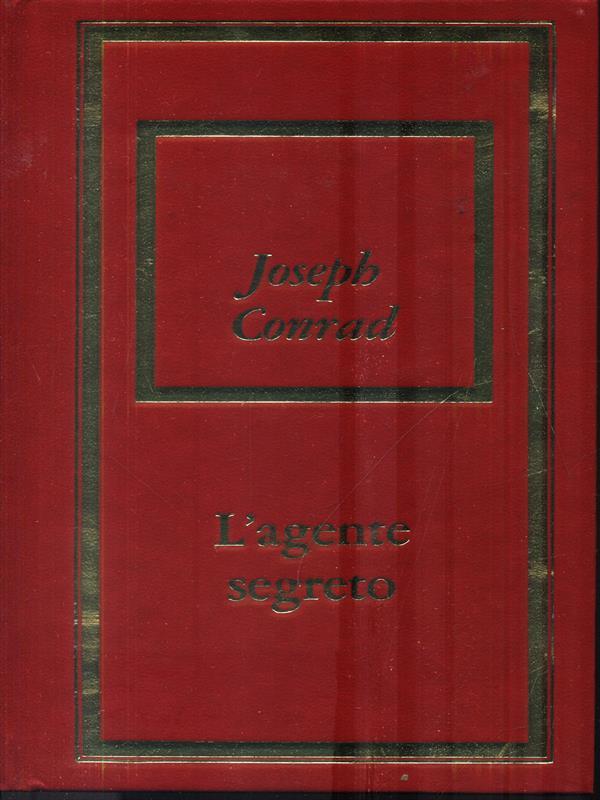 Joseph
Conrad
L'agente
segreto